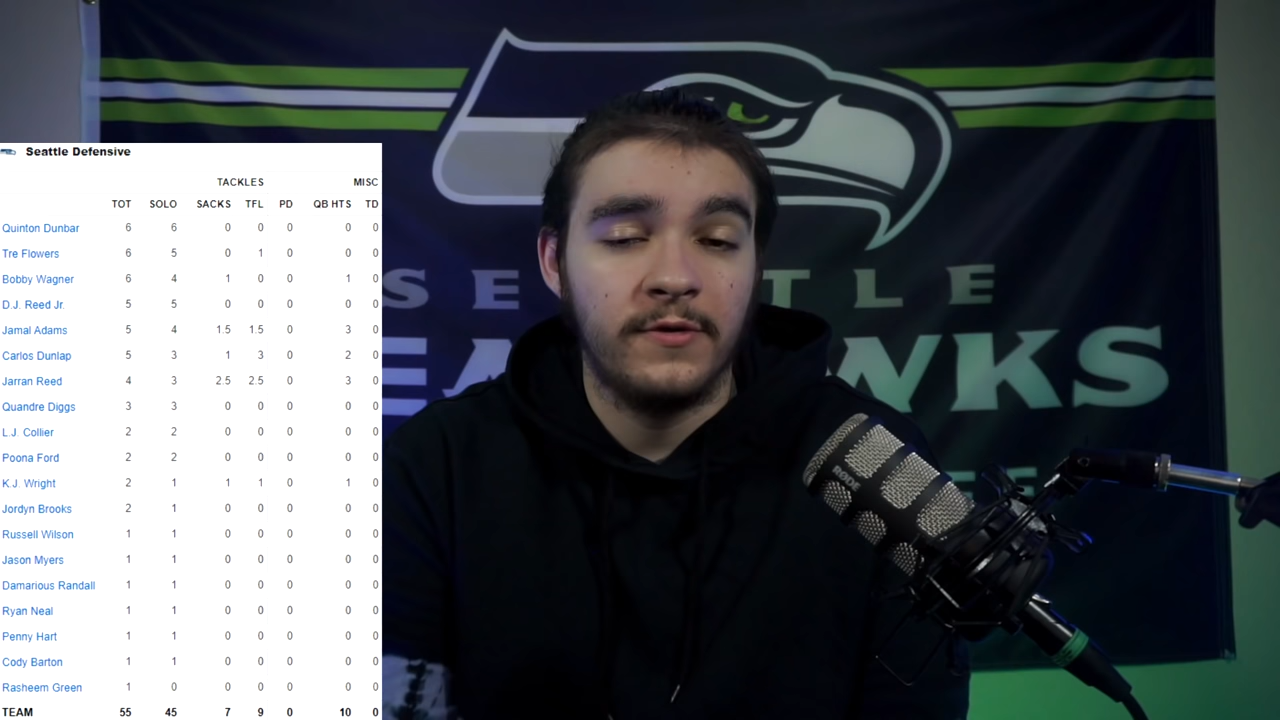 Seattle Defensive
TACKLES MISC
TOT SOLO SACKS TFL PD QB HTS TD
Quinton Dunbar 6 6 0 0 0 0 0
Tre Flowers 6 5 0 1 0 0 0
Bobby Wagner 6 4 1 0 0 1 0
D.J. Reed Jr. 5 5 0 0 0 0 0
Jamal Adams 5 4 1.5 1.5 0 3 0
Carlos Dunlap 5 3 1 3 0 2 0
Jarran Reed 4 3 2.5 2.5 0 3 0
Quandre Diggs 3 3 0 0 0 0 0
L.J. Collier 2 2 0 0 0 0 0
Poona Ford 2 2 0 0 0 0 0
K.J. Wright 2 1 1 1 0 1 0
Jordyn Brooks 2 1 0 0 0 0 0
Russell Wilson 1 1 0 0 0 0 0
Jason Myers 1 1 0 0 0 0 0
Damarious Randall 1 1 0 0 0 0 0
Ryan Neal 1 1 0 0 0 0 0
Penny Hart 1 1 0 0 0 0 0
Cody Barton 1 1 0 0 0 0 0
Rasheem Green 1 0 0 0 0 0 0
TEAM 55 45 7 9 0 10 0
SE TLE
EA WKS
RODE